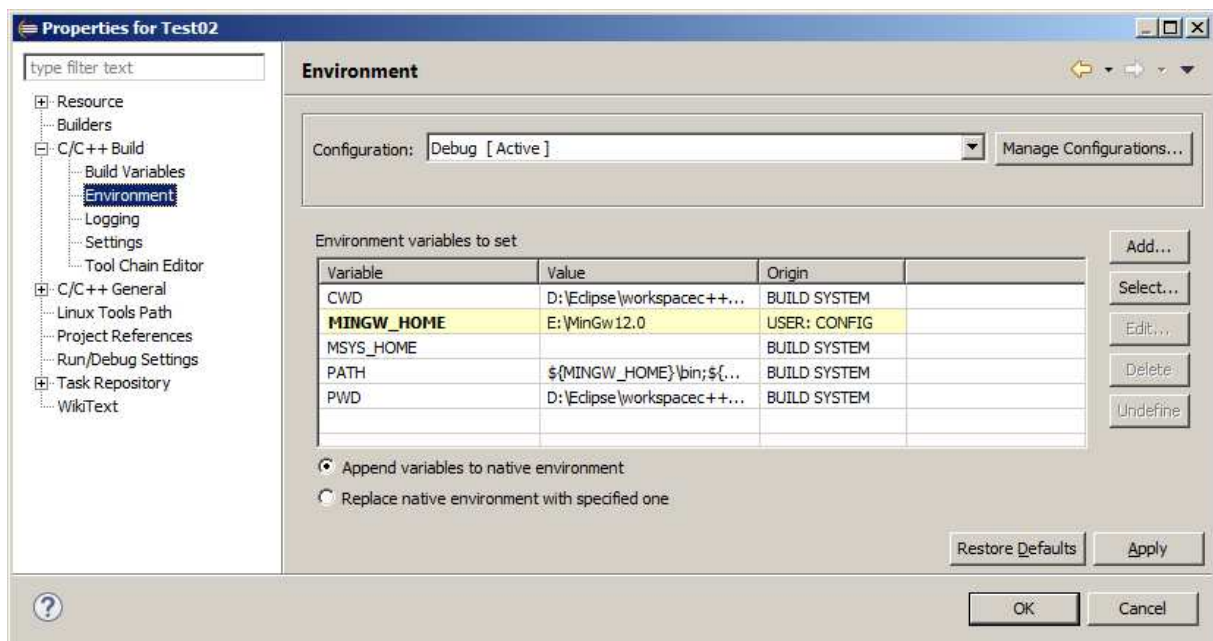 Properties for Test02
type filter text
Resource
Builders
C/C++ Build
Build Variables
Environment
Logging
Settings
Tool Chain Editor
C/C++ General
Linux Tools Path
Project References
Run/Debug Settings
Task Repository
WikiText
Environment
Configuration: Debug [ Active ] Manage Configurations...
Environment variables to set
Variable Value Origin
CWD D:\Eclipse\workspacec++... BUILD SYSTEM
MINGW_HOME E:\MinGw12.0 USER: CONFIG
MSYS_HOME BUILD SYSTEM
PATH ${MINGW_HOME}\bin;${... BUILD SYSTEM
PWD D:\Eclipse\workspacec++... BUILD SYSTEM
Add...
Select...
Edit...
Delete
Undefine
Append variables to native environment
Replace native environment with specified one
Restore Defaults Apply
? OK Cancel